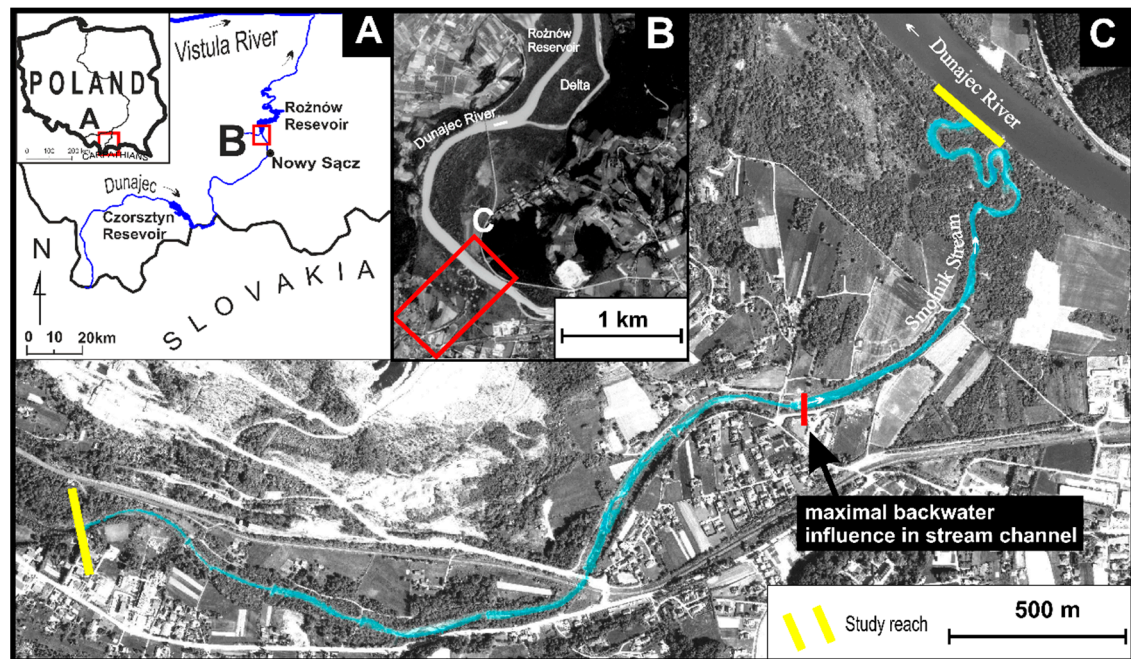 A
Vistula River
POLAND
A
0 100 200 km
CARPATHIANS
B
Rożnów
Resevoir
Nowy Sącz
Dunajec
Czorsztyn
Resevoir
N
SLOVAKIA
0 10 20km
B
Rożnów
Reservoir
Delta
Dunajec River
C
1 km
C
Dunajec River
Smolnik Stream
maximal backwater
influence in stream channel
Study reach
500 m